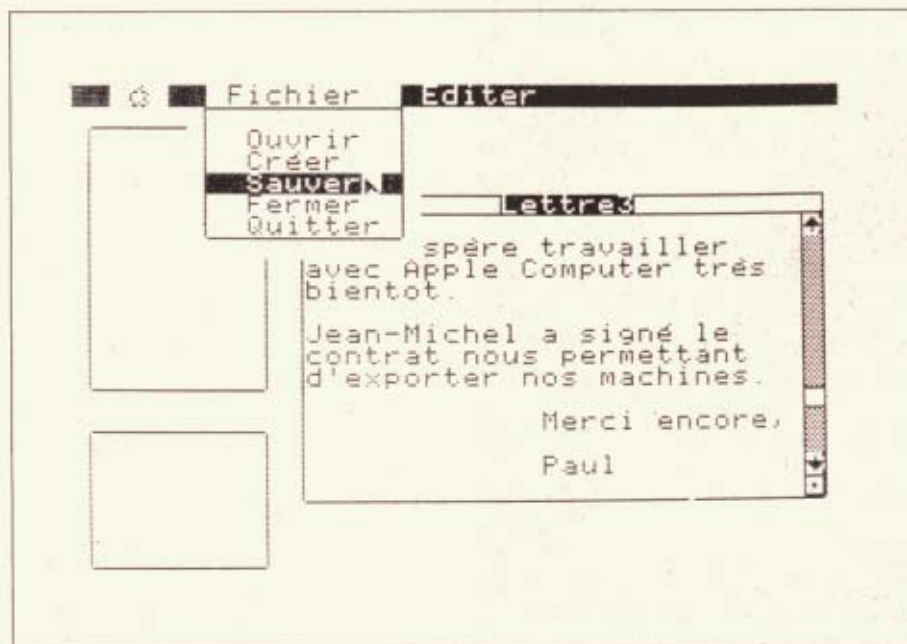 Fichier Editer
Ouvrir
Créer
Sauver
Fermer
Quitter
Lettre3
spère travailler
avec Apple Computer très
bientot.
Jean-Michel a signé le
contrat nous permettant
d'exporter nos machines.
Merci encore,
Paul